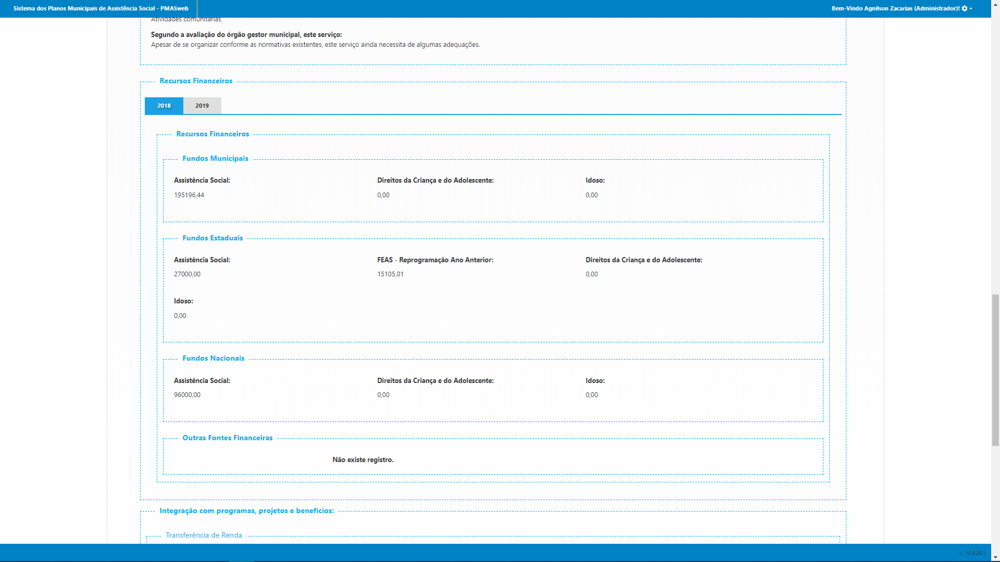 Sistema dos Planos Municipais de Assistência Social - PMASweb
Bem-Vindo Agnilson Zacarias (Administrador)!
Atividades comunitárias
Segundo a avaliação do órgão gestor municipal, este serviço:
Apesar de se organizar conforme as normativas existentes, este serviço ainda necessita de algumas adequações.
Recursos Financeiros
2018 2019
Recursos Financeiros
Fundos Municipais
Assistência Social: Direitos da Criança e do Adolescente: Idoso:
195196,44 0,00 0,00
Fundos Estaduais
Assistência Social: FEAS - Reprogramação Ano Anterior: Direitos da Criança e do Adolescente:
27000,00 15105,01 0,00
Idoso:
0,00
Fundos Nacionais
Assistência Social: Direitos da Criança e do Adolescente: Idoso:
96000,00 0,00 0,00
Outras Fontes Financeiras
Não existe registro.
Integração com programas, projetos e benefícios:
Transferência de Renda
V. 19.8.29.1